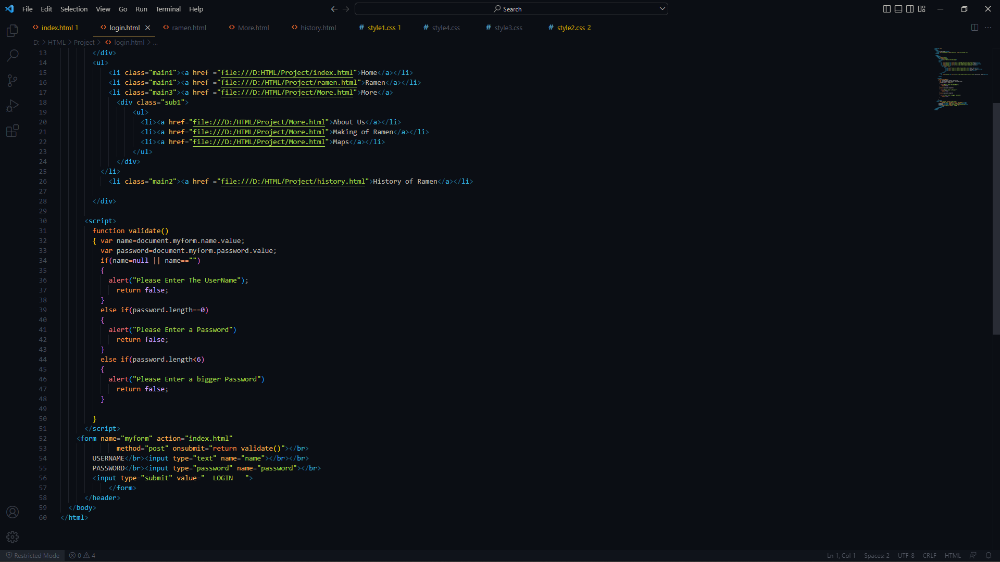 File Edit Selection View Go Run Terminal Help
Search
index.html 1 login.html ramen.html More.html history.html # style1.css 1 # style4.css # style3.css # style2.css 2
D: > HTML > Project > login.html > ...
13 </div>
14 <ul>
15 <li class="main1"><a href ="file:///D:HTML/Project/index.html">Home</a></li>
16 <li class="main1"><a href ="file:///D:/HTML/Project/ramen.html">Ramen</a></li>
17 <li class="main3"><a href ="file:///D:/HTML/Project/More.html">More</a>
18 <div class="sub1">
19 <ul>
20 <li><a href="file:///D:/HTML/Project/More.html">About Us</a></li>
21 <li><a href="file:///D:/HTML/Project/More.html">Making of Ramen</a></li>
22 <li><a href="file:///D:/HTML/Project/More.html">Maps</a></li>
23 </ul>
24 </div>
25 </li>
26 <li class="main2"><a href ="file:///D:/HTML/Project/history.html">History of Ramen</a></li>
27
28 </div>
29
30 <script>
31 function validate()
32 { var name=document.myform.name.value;
33 var password=document.myform.password.value;
34 if(name=null || name=="")
35 {
36 alert("Please Enter The UserName");
37 return false;
38 }
39 else if(password.length==0)
40 {
41 alert("Please Enter a Password")
42 return false;
43 }
44 else if(password.length<6)
45 {
46 alert("Please Enter a bigger Password")
47 return false;
48 }
49
50 }
51 </script>
52 <form name="myform" action="index.html"
53 method="post" onsubmit="return validate()"></br>
54 USERNAME</br><input type="text" name="name"></br></br>
55 PASSWORD</br><input type="password" name="password"></br>
56 <input type="submit" value="  LOGIN   ">
57 </form>
58 </header>
59 </body>
60 </html>
Restricted Mode 0 4 Ln 1, Col 1 Spaces: 2 UTF-8 CRLF HTML